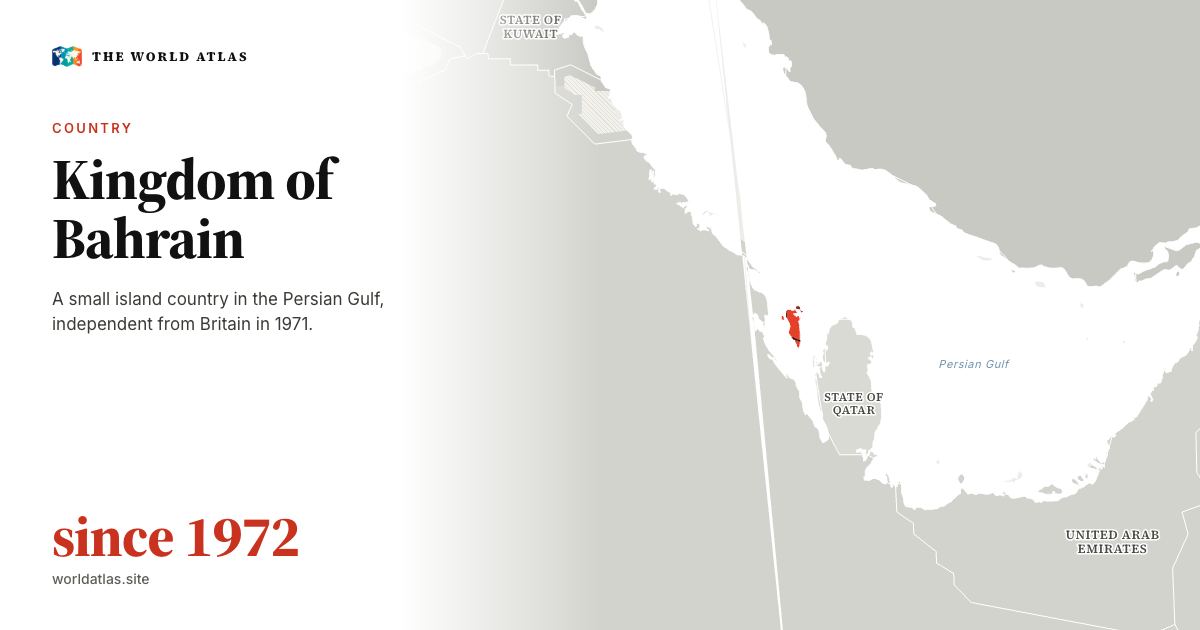 THE WORLD ATLAS
COUNTRY
Kingdom of
Bahrain
A small island country in the Persian Gulf,
independent from Britain in 1971.
since 1972
worldatlas.site
STATE OF
KUWAIT
Persian Gulf
STATE OF
QATAR
UNITED ARAB
EMIRATES